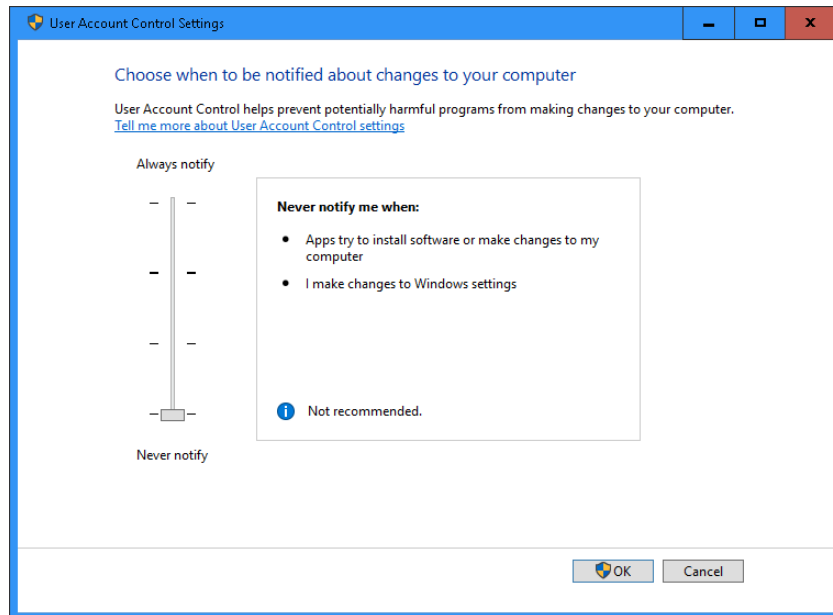 User Account Control Settings
Choose when to be notified about changes to your computer
User Account Control helps prevent potentially harmful programs from making changes to your computer.
Tell me more about User Account Control settings
Always notify
Never notify me when:
Apps try to install software or make changes to my
computer
I make changes to Windows settings
Not recommended.
Never notify
OK
Cancel